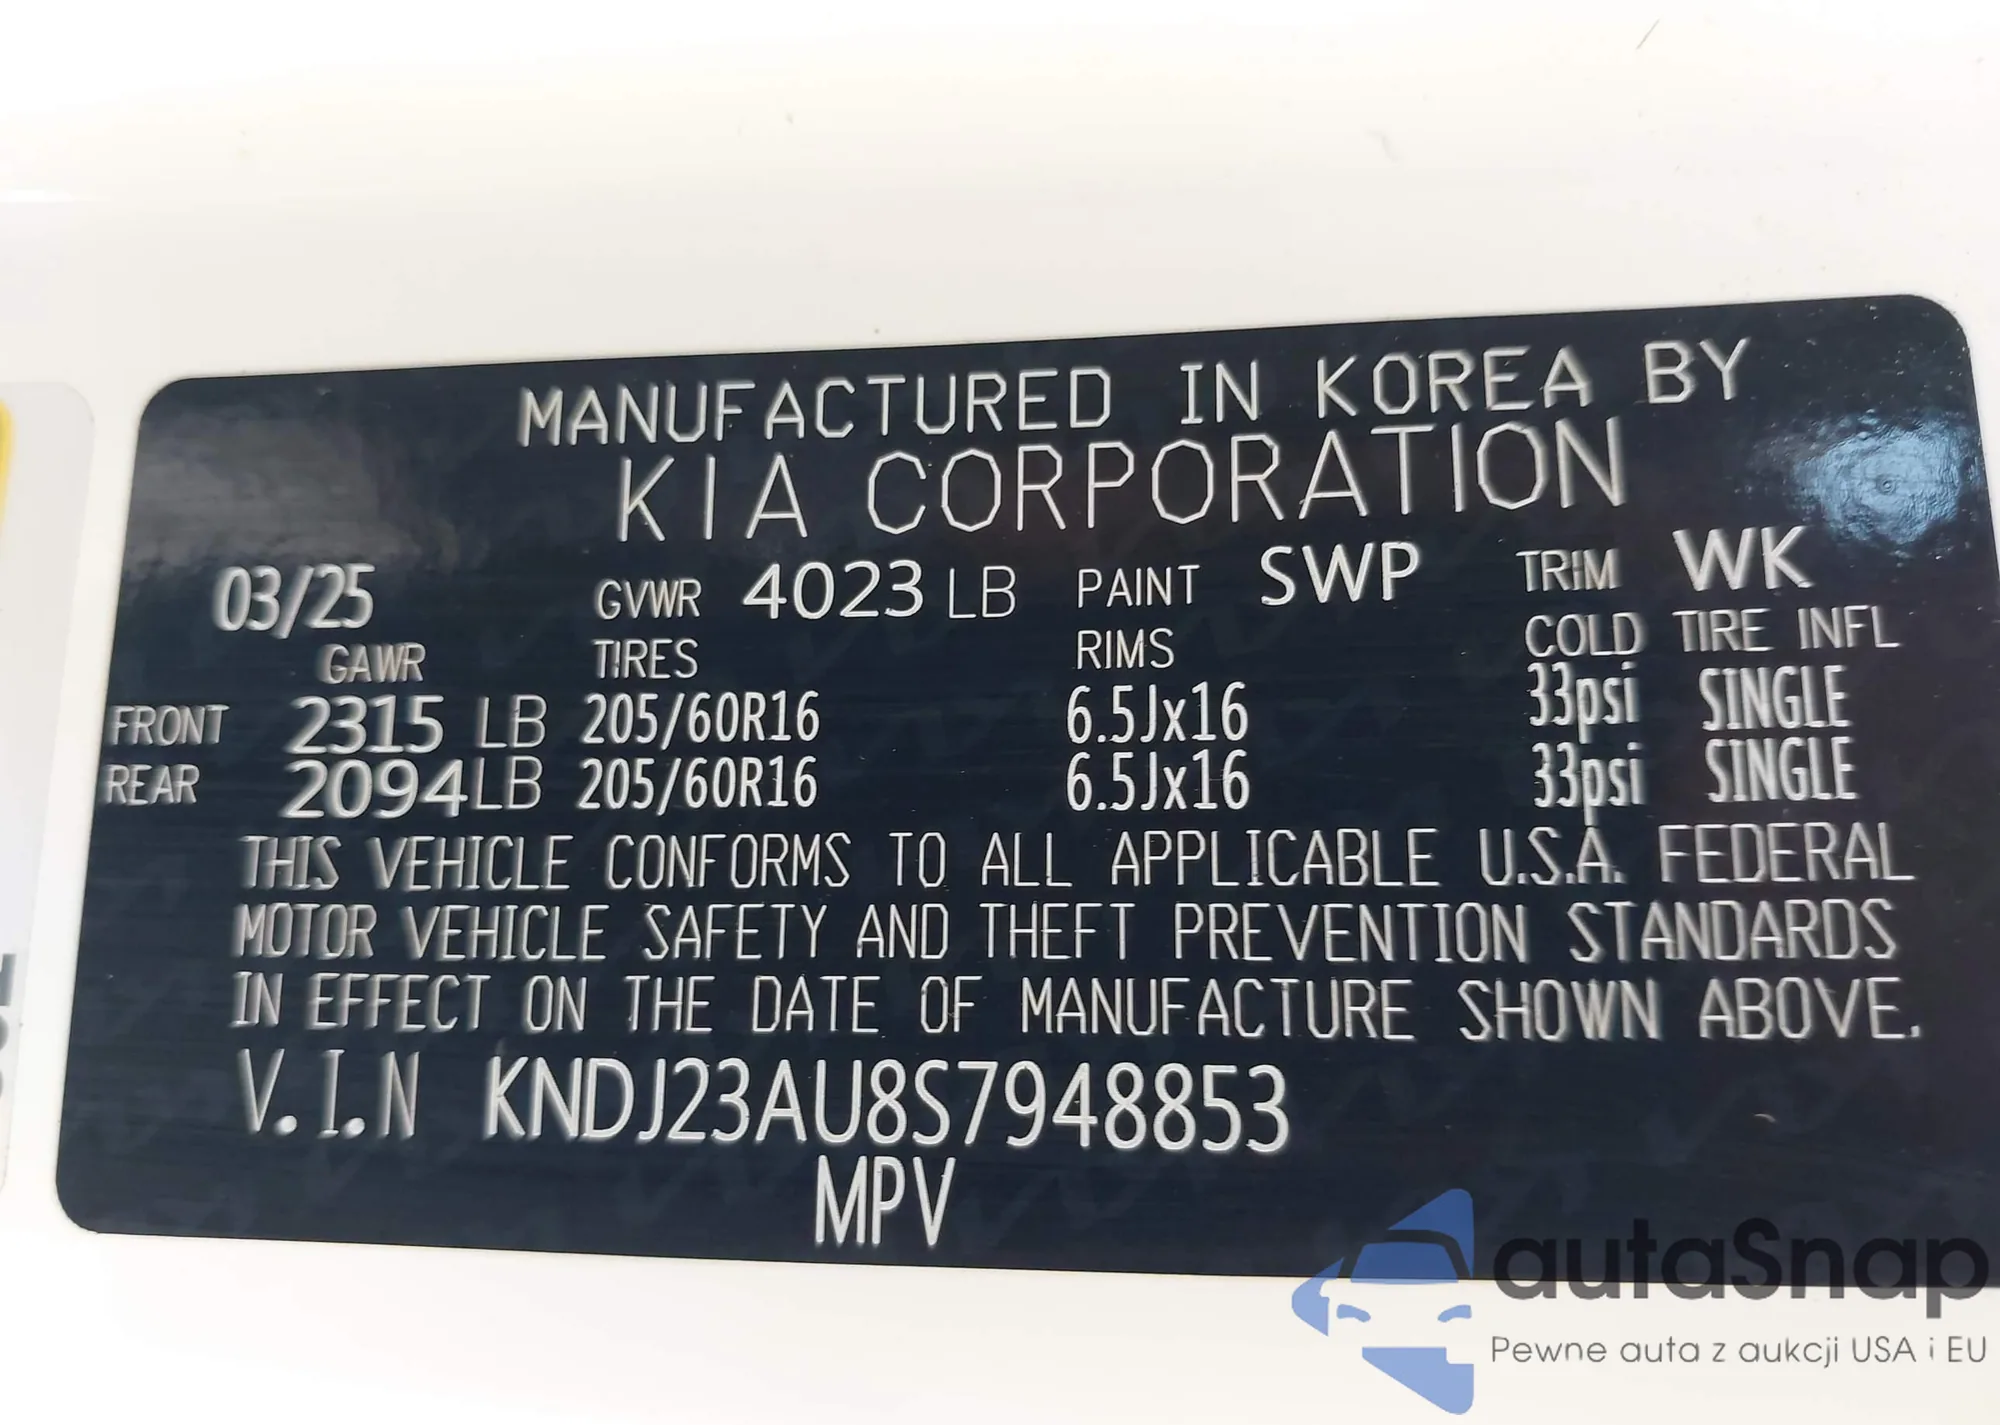 MANUFACTURED IN KOREA BY
KIA CORPORATION
03/25 GVWR 4023 LB PAINT SWP TRIM WK
GAWR TIRES RIMS COLD TIRE INFL
FRONT 2315 LB 205/60R16 6.5Jx16 33psi SINGLE
REAR 2094 LB 205/60R16 6.5Jx16 33psi SINGLE
THIS VEHICLE CONFORMS TO ALL APPLICABLE U.S.A. FEDERAL
MOTOR VEHICLE SAFETY AND THEFT PREVENTION STANDARDS
IN EFFECT ON THE DATE OF MANUFACTURE SHOWN ABOVE.
V.I.N KNDJ23AU8S7948853
MPV
autaSnap
Pewne auta z aukcji USA i EU